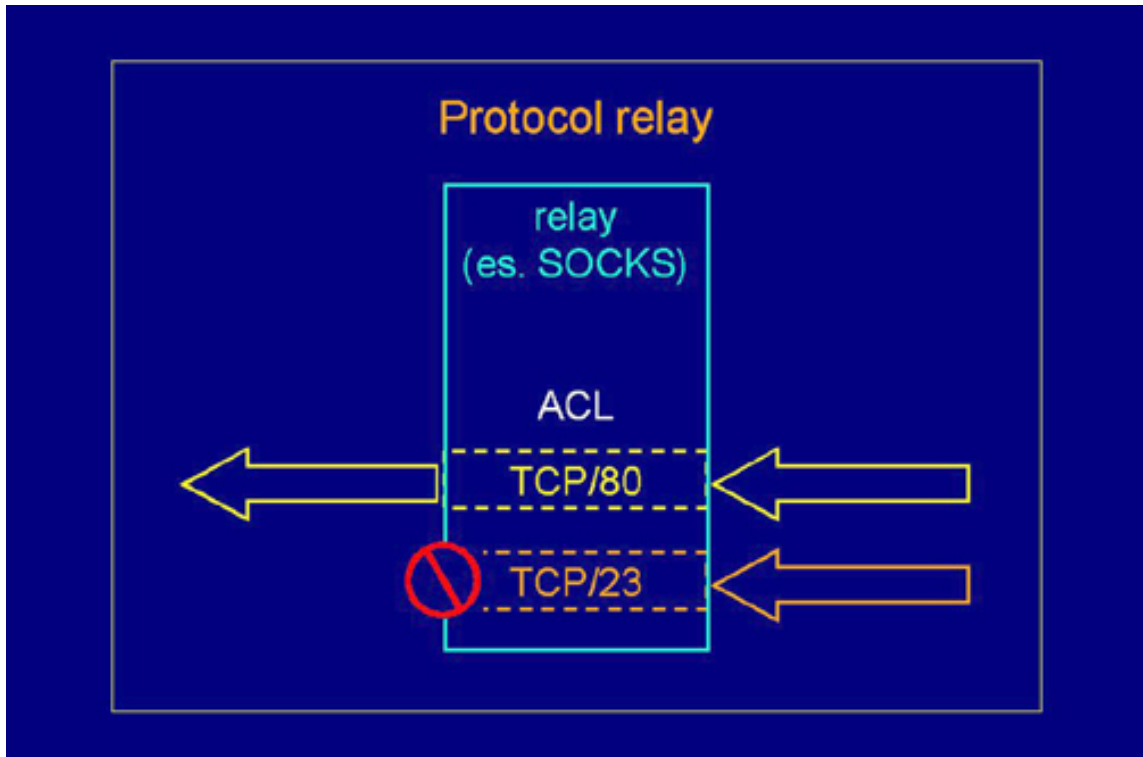 Protocol relay
relay
(es. SOCKS)
ACL
TCP/80
TCP/23